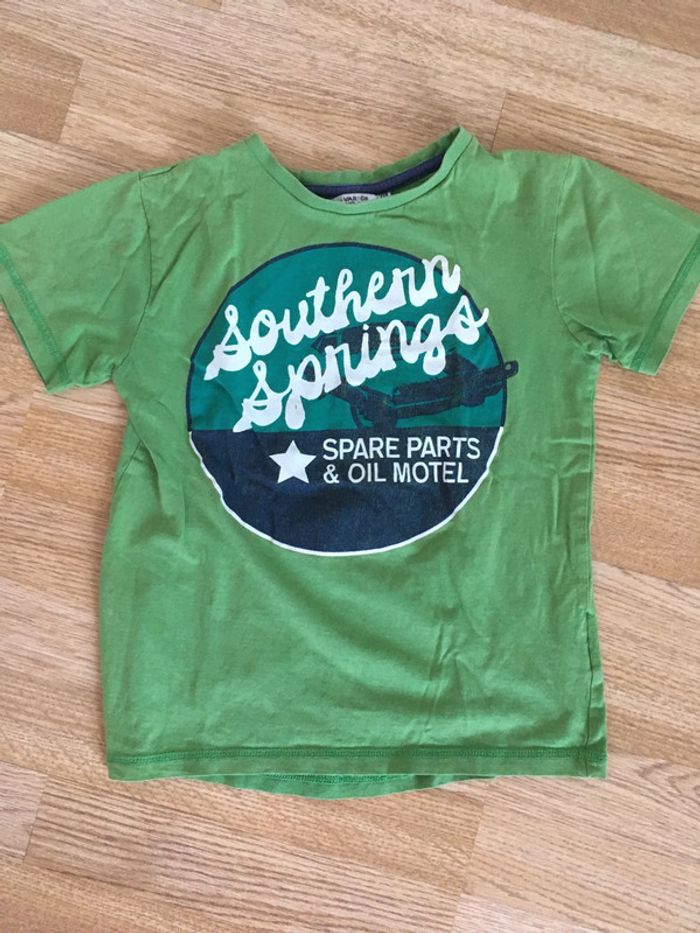 Southern
Springs
SPARE PARTS
& OIL MOTEL